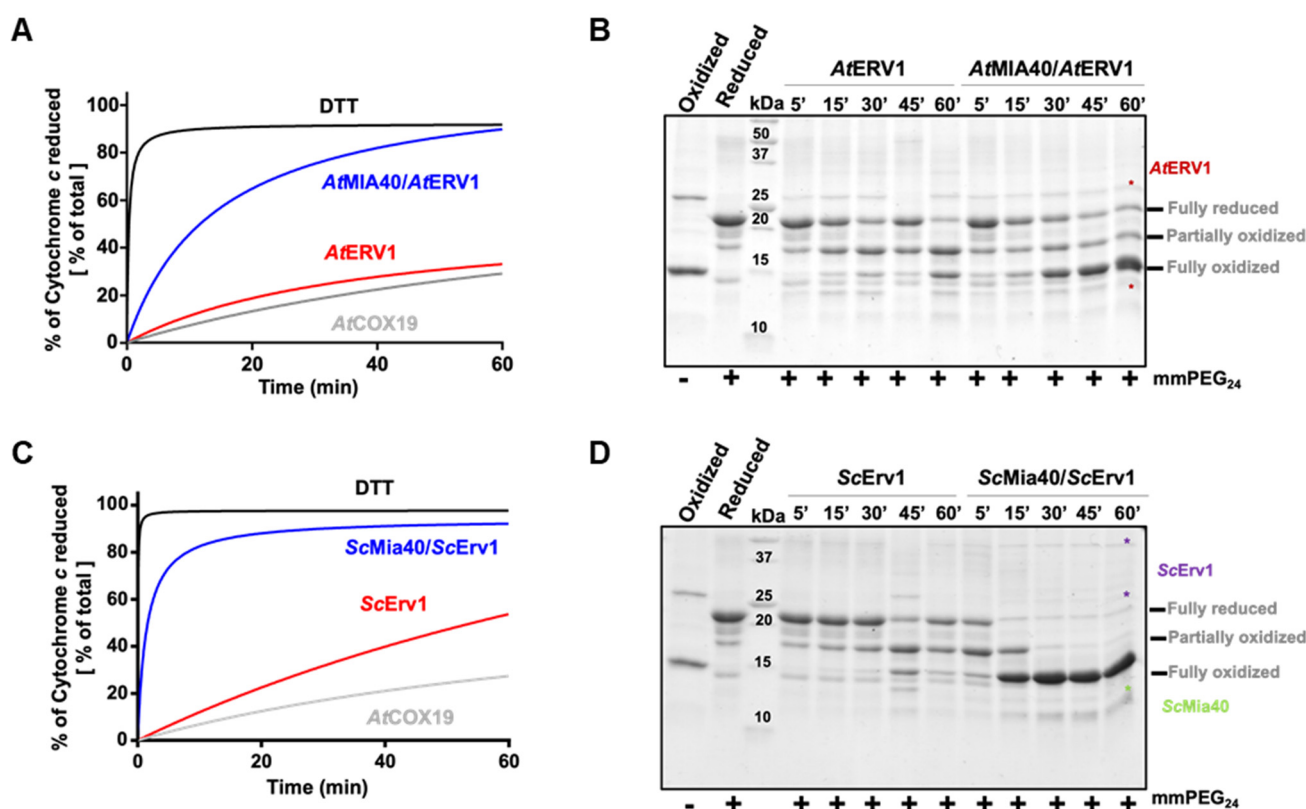 A
% of Cytochrome c reduced
[ % of total ]
100
80
60
40
20
0
DTT
AtMIA40/AtERV1
AtERV1
AtCOX19
0 20 40 60
Time (min)
B
Oxidized
Reduced
kDa
AtERV1
AtMIA40/AtERV1
5’ 15’ 30’ 45’ 60’ 5’ 15’ 30’ 45’ 60’
50
37
25
20
15
10
*
AtERV1
Fully reduced
Partially oxidized
Fully oxidized
*
- + + + + + + + + + + +
mmPEG24
C
% of Cytochrome c reduced
[ % of total ]
100
80
60
40
20
0
DTT
ScMia40/ScErv1
ScErv1
AtCOX19
0 20 40 60
Time (min)
D
Oxidized
Reduced
kDa
ScErv1
ScMia40/ScErv1
5’ 15’ 30’ 45’ 60’ 5’ 15’ 30’ 45’ 60’
37
25
20
15
10
*
ScErv1
*
Fully reduced
Partially oxidized
Fully oxidized
*
ScMia40
- + + + + + + + + + + +
mmPEG24